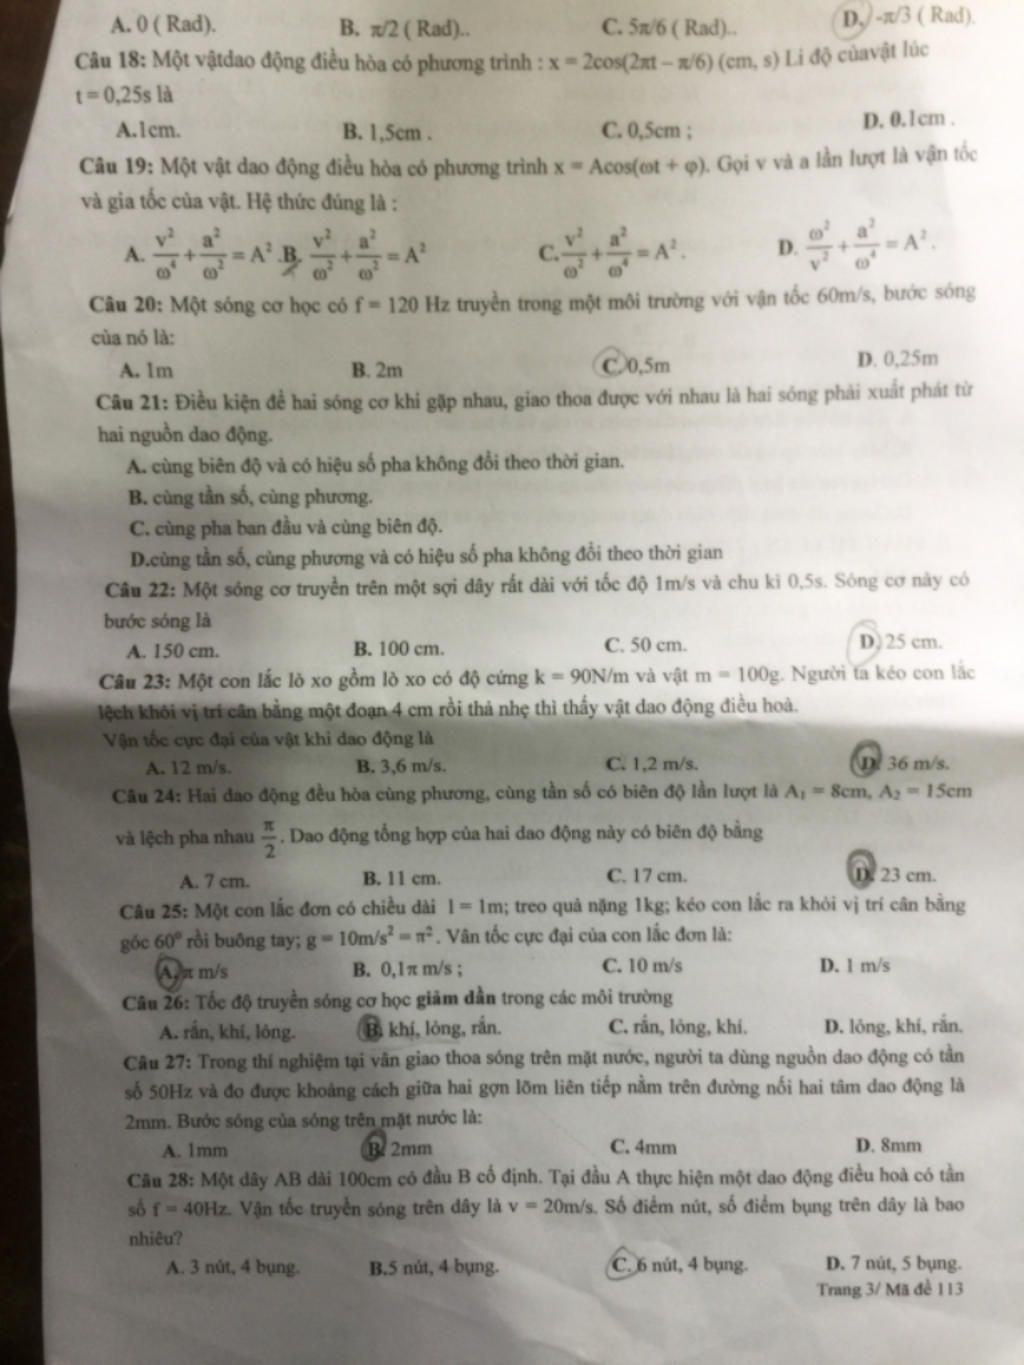 A. 0 ( Rad). B. π/2 ( Rad).. C. 5π/6 ( Rad).. D. -π/3 ( Rad).
Câu 18: Một vậtdao động điều hòa có phương trình : x = 2cos(2πt – π/6) (cm, s) Li độ củavật lúc
t = 0,25s là
A.1cm. B. 1,5cm . C. 0,5cm ; D. 0.1cm .
Câu 19: Một vật dao động điều hòa có phương trình x = Acos(ωt + φ). Gọi v và a lần lượt là vận tốc
và gia tốc của vật. Hệ thức đúng là :
A. v²/ω⁴ + a²/ω² = A² .B. v²/ω² + a²/ω² = A² C. v²/ω² + a²/ω⁴ = A² . D. ω²/v² + a²/ω⁴ = A² .
Câu 20: Một sóng cơ học có f = 120 Hz truyền trong một môi trường với vận tốc 60m/s, bước sóng
của nó là:
A. 1m B. 2m C. 0,5m D. 0,25m
Câu 21: Điều kiện để hai sóng cơ khi gặp nhau, giao thoa được với nhau là hai sóng phải xuất phát từ
hai nguồn dao động.
A. cùng biên độ và có hiệu số pha không đổi theo thời gian.
B. cùng tần số, cùng phương.
C. cùng pha ban đầu và cùng biên độ.
D.cùng tần số, cùng phương và có hiệu số pha không đổi theo thời gian
Câu 22: Một sóng cơ truyền trên một sợi dây rất dài với tốc độ 1m/s và chu kì 0,5s. Sóng cơ này có
bước sóng là
A. 150 cm. B. 100 cm. C. 50 cm. D. 25 cm.
Câu 23: Một con lắc lò xo gồm lò xo có độ cứng k = 90N/m và vật m = 100g. Người ta kéo con lắc
lệch khỏi vị trí cân bằng một đoạn 4 cm rồi thả nhẹ thì thấy vật dao động điều hoà.
Vận tốc cực đại của vật khi dao động là
A. 12 m/s. B. 3,6 m/s. C. 1,2 m/s. D. 36 m/s.
Câu 24: Hai dao động đều hòa cùng phương, cùng tần số có biên độ lần lượt là A₁ = 8cm, A₂ = 15cm
và lệch pha nhau π/2 . Dao động tổng hợp của hai dao động này có biên độ bằng
A. 7 cm. B. 11 cm. C. 17 cm. D. 23 cm.
Câu 25: Một con lắc đơn có chiều dài l = 1m; treo quả nặng 1kg; kéo con lắc ra khỏi vị trí cân bằng
góc 60° rồi buông tay; g = 10m/s² = π² . Vân tốc cực đại của con lắc đơn là:
A. π m/s B. 0,1π m/s ; C. 10 m/s D. 1 m/s
Câu 26: Tốc độ truyền sóng cơ học giảm dần trong các môi trường
A. rắn, khí, lỏng. B. khí, lỏng, rắn. C. rắn, lỏng, khí. D. lỏng, khí, rắn.
Câu 27: Trong thí nghiệm tại vân giao thoa sóng trên mặt nước, người ta dùng nguồn dao động có tần
số 50Hz và đo được khoảng cách giữa hai gợn lõm liên tiếp nằm trên đường nối hai tâm dao động là
2mm. Bước sóng của sóng trên mặt nước là:
A. 1mm B. 2mm C. 4mm D. 8mm
Câu 28: Một dây AB dài 100cm có đầu B cố định. Tại đầu A thực hiện một dao động điều hoà có tần
số f = 40Hz. Vận tốc truyền sóng trên dây là v = 20m/s. Số điểm nút, số điểm bụng trên dây là bao
nhiêu?
A. 3 nút, 4 bụng. B.5 nút, 4 bụng. C. 6 nút, 4 bụng. D. 7 nút, 5 bụng.
Trang 3/ Mã đề 113